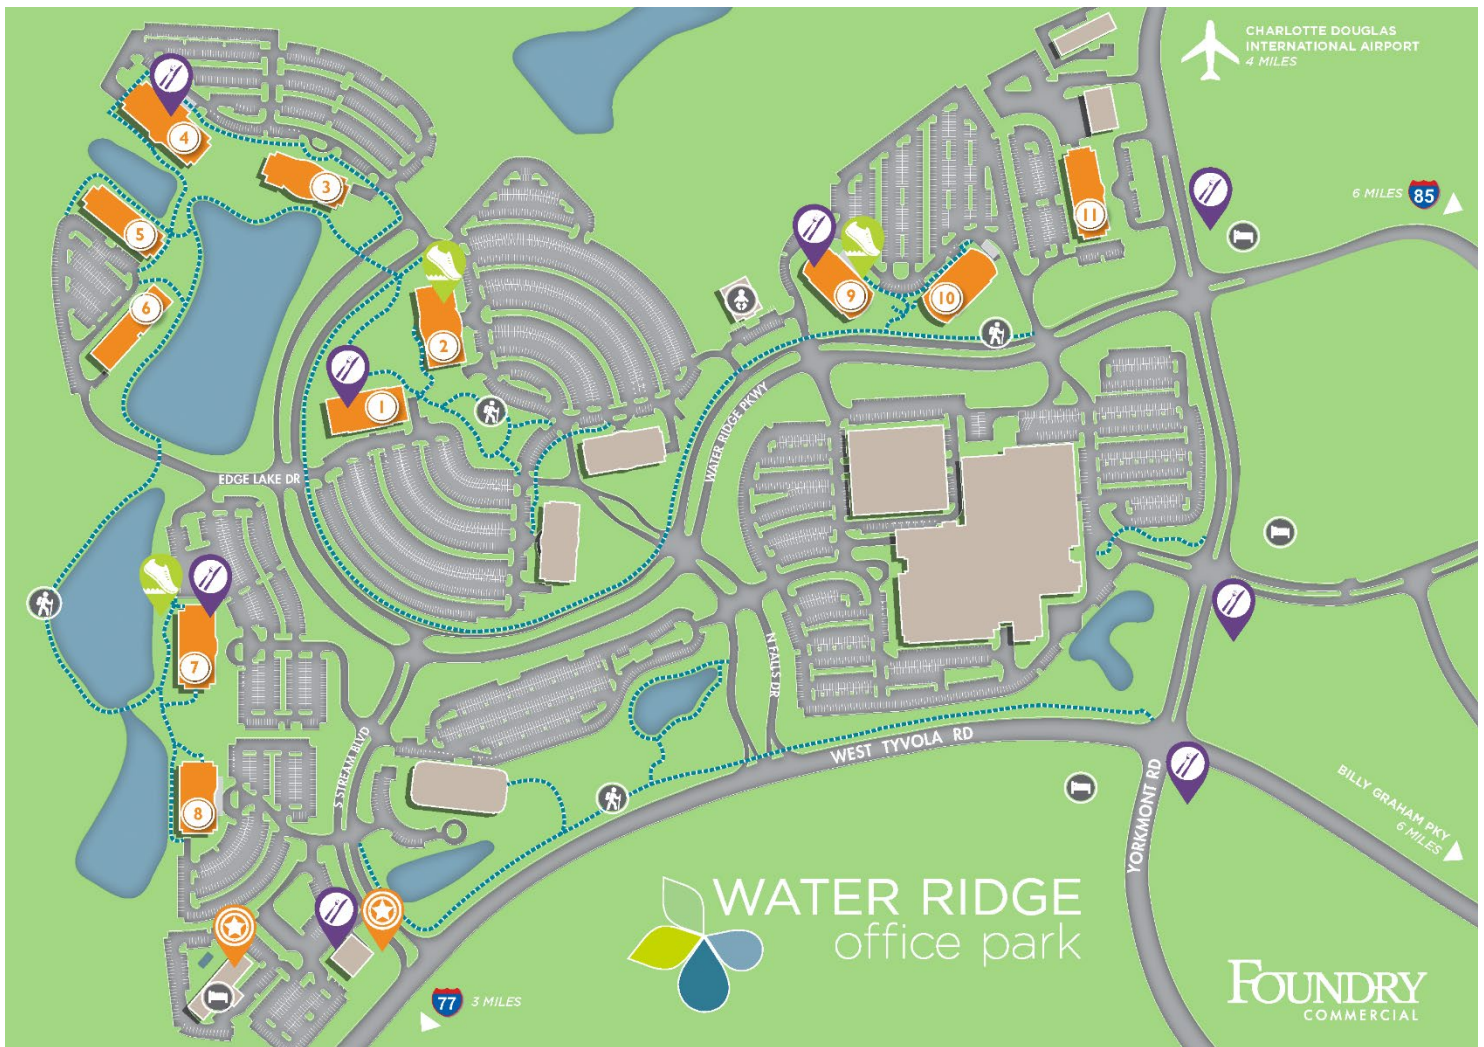 CHARLOTTE DOUGLAS
INTERNATIONAL AIRPORT
4 MILES
6 MILES
85
4
3
5
6
2
1
11
9
10
WATER RIDGE PKWY
EDGE LAKE DR
7
8
N FALLS DR
S STREAM BLVD
WEST TYVOLA RD
YORKMONT RD
BILLY GRAHAM PKY
6 MILES
WATER RIDGE
office park
77
3 MILES
FOUNDRY
COMMERCIAL